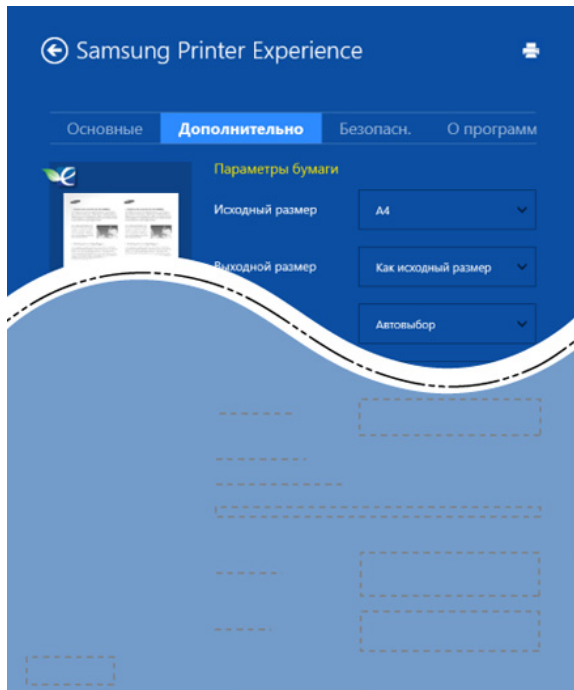 Samsung Printer Experience
Основные Дополнительно Безопасн. О программ
Параметры бумаги
Исходный размер A4
Выходной размер Как исходный размер
Автовыбор